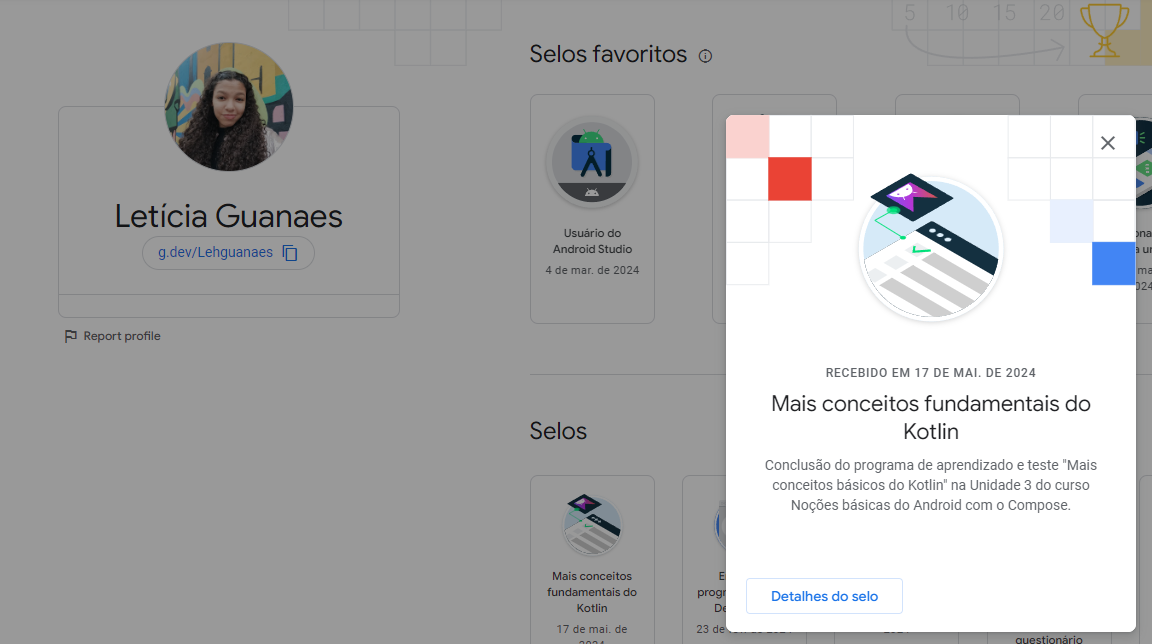 5 10 15 20
Selos favoritos
Letícia Guanaes
g.dev/Lehguanaes
Report profile
Usuário do
Android Studio
4 de mar. de 2024
RECEBIDO EM 17 DE MAI. DE 2024
Mais conceitos fundamentais do
Kotlin
Conclusão do programa de aprendizado e teste "Mais
conceitos básicos do Kotlin" na Unidade 3 do curso
Noções básicas do Android com o Compose.
Detalhes do selo
Selos
Mais conceitos
fundamentais do
Kotlin
17 de mai. de
2024
23 de
questionário